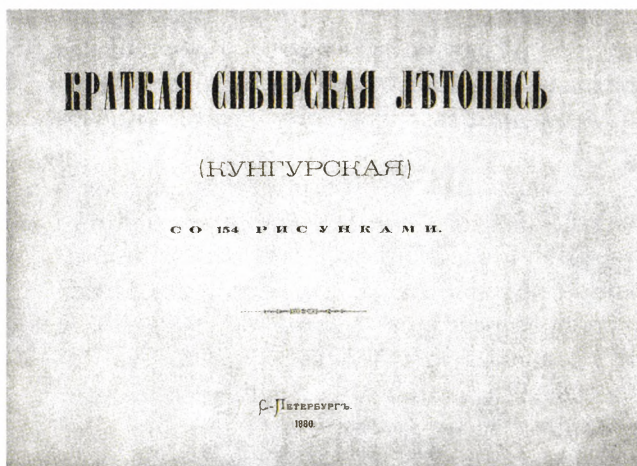 КРАТКАЯ СИБИРСКАЯ ЛѢТОПИСЬ
(КУНГУРСКАЯ)
СО 154 РИСУНКАМИ.
С-ПЕТЕРБУРГЪ.
1880.